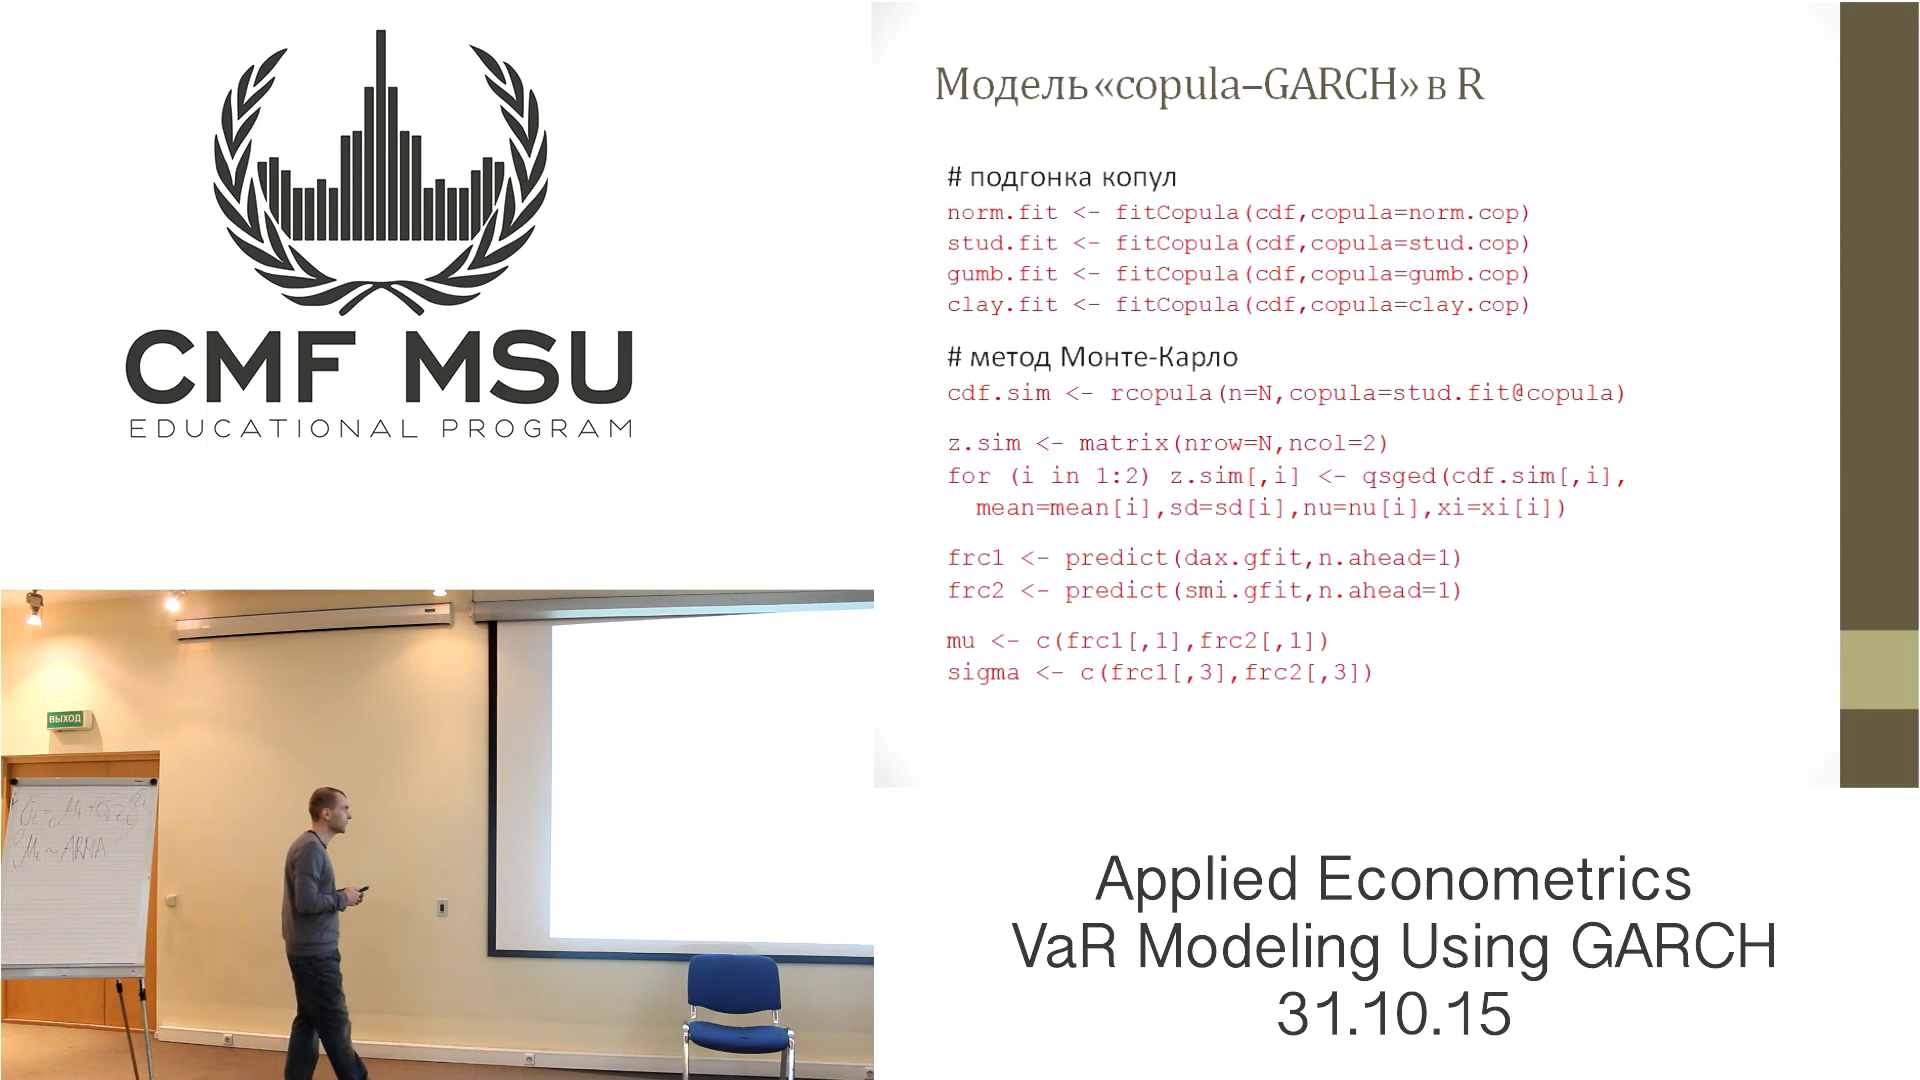 CMF MSU
EDUCATIONAL PROGRAM
Модель «copula–GARCH» в R
# подгонка копул
norm.fit <- fitCopula(cdf,copula=norm.cop)
stud.fit <- fitCopula(cdf,copula=stud.cop)
gumb.fit <- fitCopula(cdf,copula=gumb.cop)
clay.fit <- fitCopula(cdf,copula=clay.cop)
# метод Монте-Карло
cdf.sim <- rcopula(n=N,copula=stud.fit@copula)
z.sim <- matrix(nrow=N,ncol=2)
for (i in 1:2) z.sim[,i] <- qsged(cdf.sim[,i],
mean=mean[i],sd=sd[i],nu=nu[i],xi=xi[i])
frc1 <- predict(dax.gfit,n.ahead=1)
frc2 <- predict(smi.gfit,n.ahead=1)
mu <- c(frc1[,1],frc2[,1])
sigma <- c(frc1[,3],frc2[,3])
ВЫХОД
ARMA
Applied Econometrics
VaR Modeling Using GARCH
31.10.15